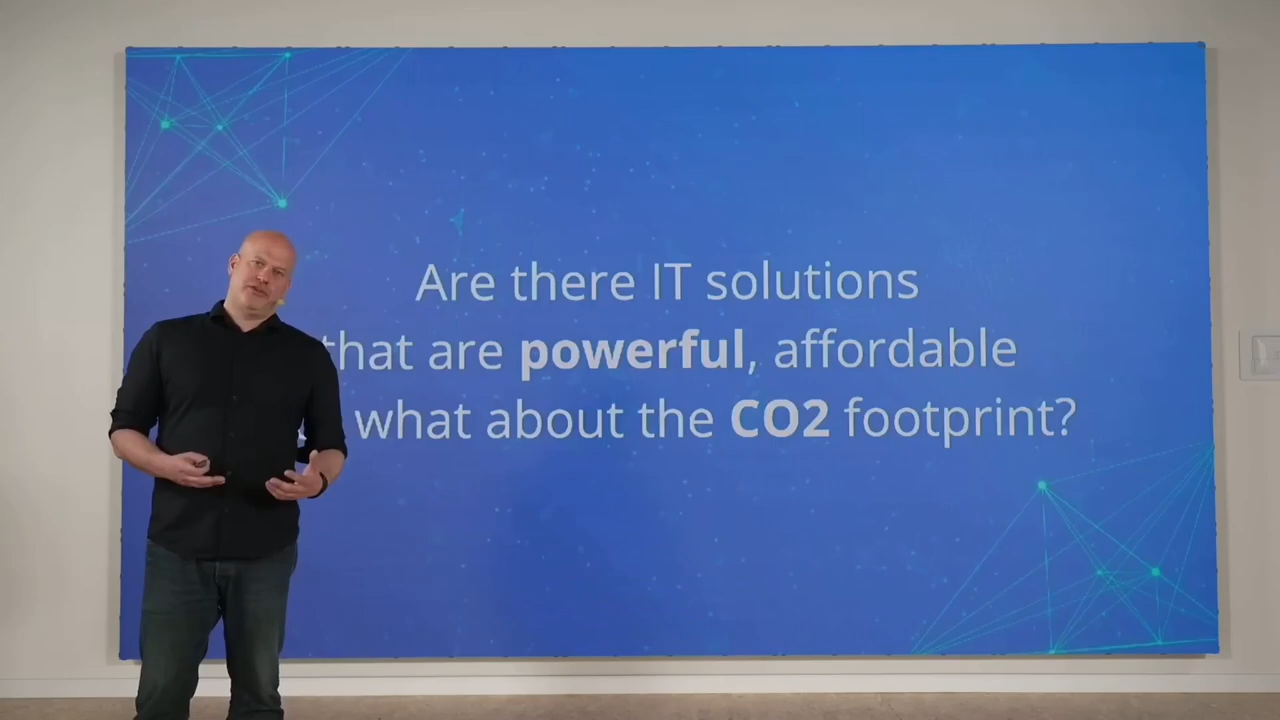 Are there IT solutions
that are powerful, affordable
what about the CO2 footprint?